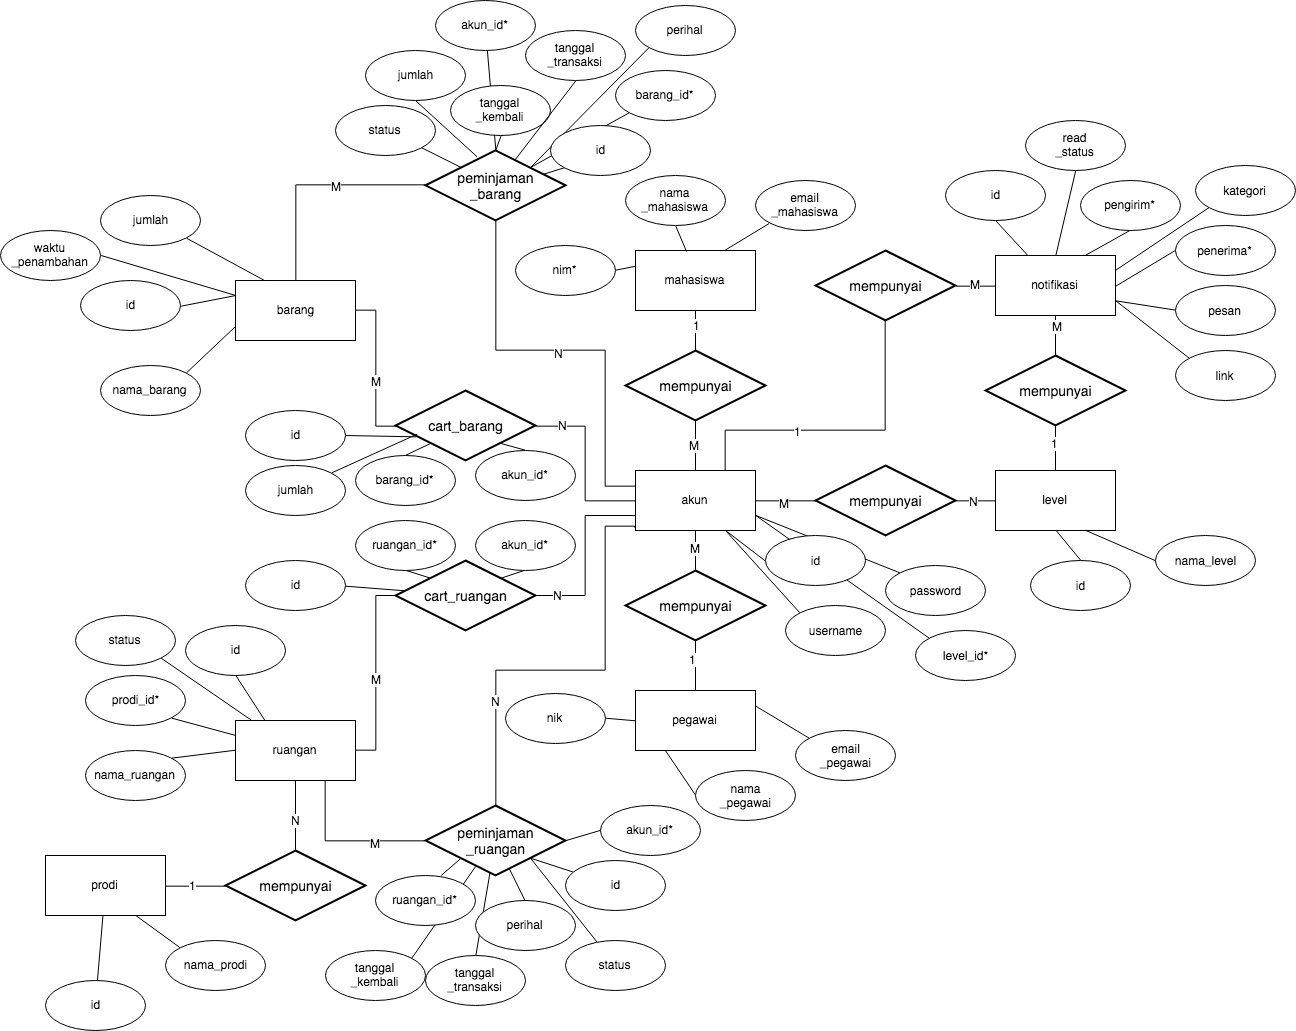 akun_id*
perihal
tanggal
_transaksi
jumlah
barang_id*
tanggal
_kembali
status
id
peminjaman
_barang
M
read
_status
id
kategori
pengirim*
penerima*
nama
_mahasiswa
email
_mahasiswa
jumlah
waktu
_penambahan
id
nama_barang
barang
nim*
mahasiswa
mempunyai
M
notifikasi
pesan
link
1
M
N
M
mempunyai
mempunyai
cart_barang
N
M
1
1
id
jumlah
barang_id*
akun_id*
akun
M
mempunyai
N
level
ruangan_id*
akun_id*
M
id
nama_level
id
password
username
level_id*
id
cart_ruangan
N
mempunyai
status
id
M
1
prodi_id*
nama_ruangan
ruangan
N
nik
pegawai
email
_pegawai
nama
_pegawai
N
M
peminjaman
_ruangan
akun_id*
id
prodi
1
mempunyai
ruangan_id*
perihal
status
nama_prodi
tanggal
_kembali
tanggal
_transaksi
id